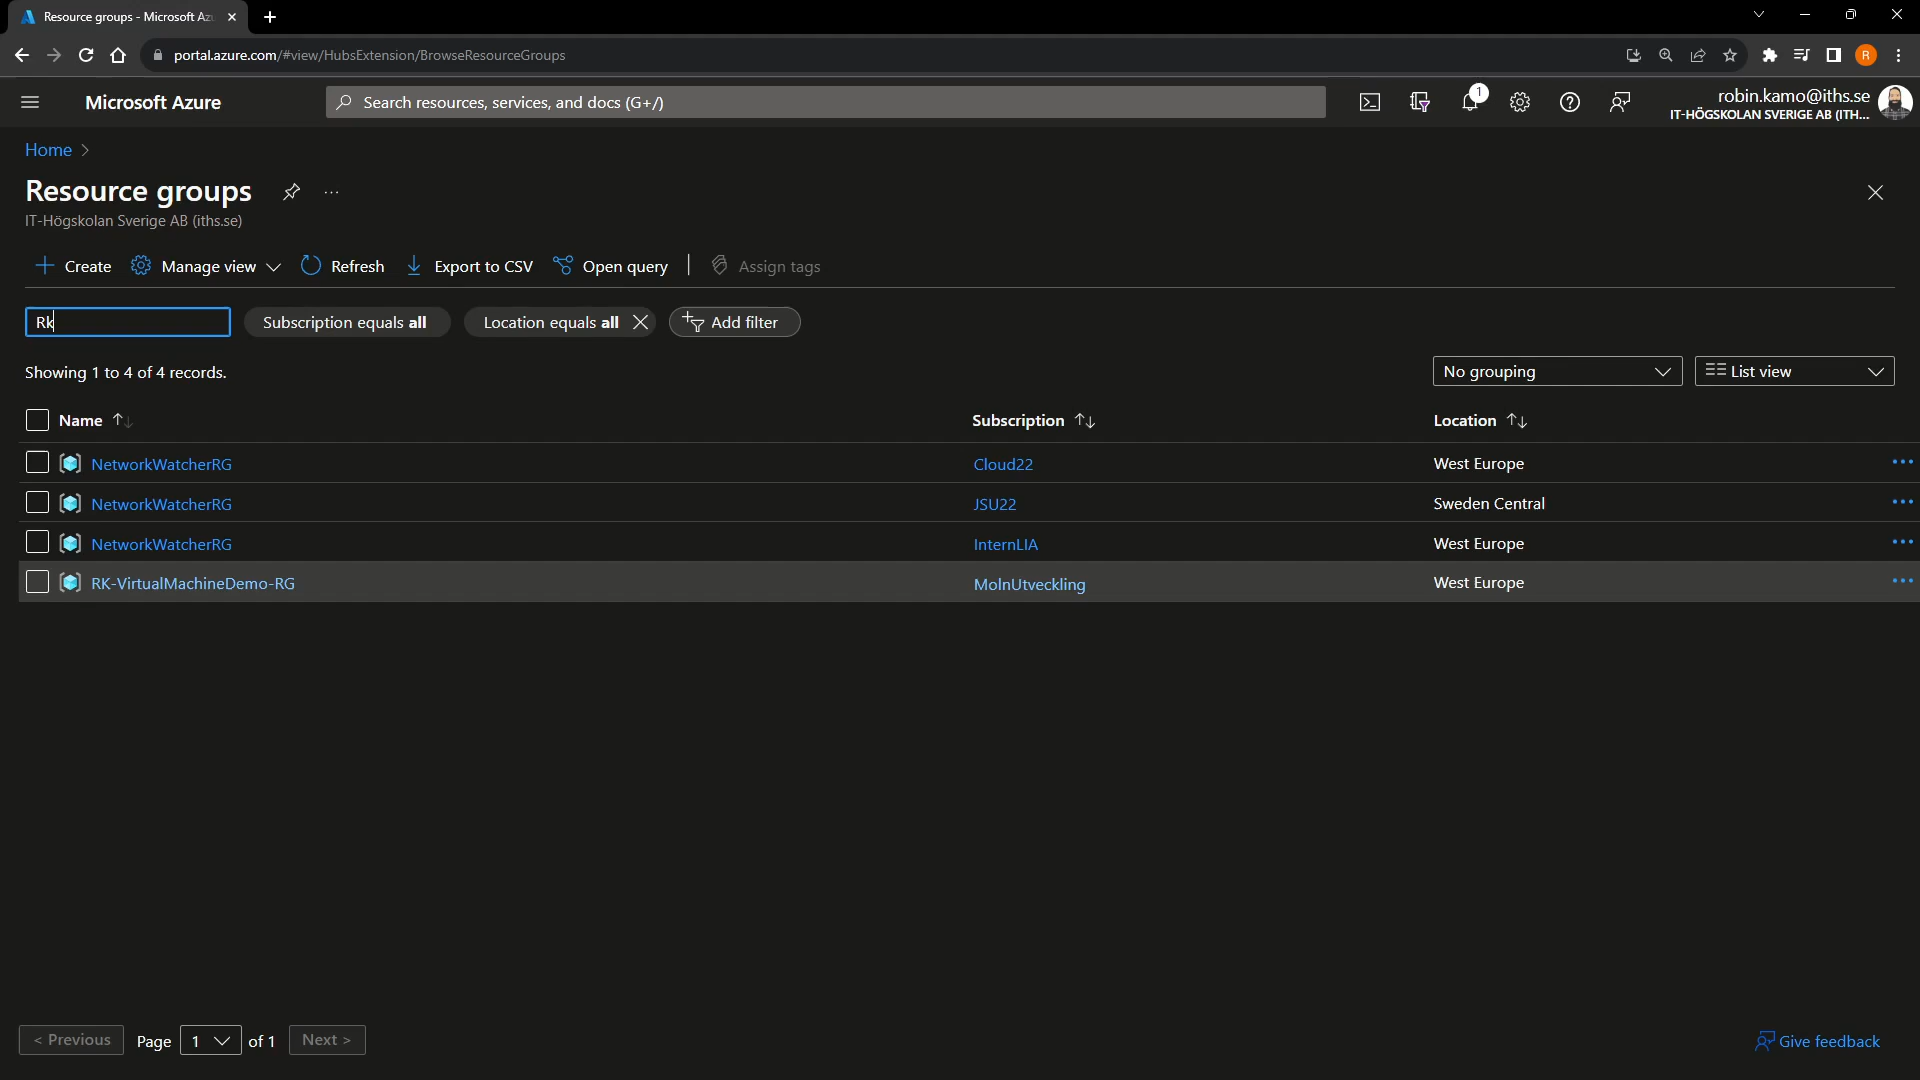 Resource groups - Microsoft Az
portal.azure.com/#view/HubsExtension/BrowseResourceGroups
R
Microsoft Azure
Search resources, services, and docs (G+/)
1
robin.kamo@iths.se
IT-HÖGSKOLAN SVERIGE AB (ITH...
Home >
Resource groups ...
IT-Högskolan Sverige AB (iths.se)
Create Manage view Refresh Export to CSV Open query Assign tags
Rk Subscription equals all Location equals all Add filter
Showing 1 to 4 of 4 records. No grouping List view
Name Subscription Location
NetworkWatcherRG Cloud22 West Europe
NetworkWatcherRG JSU22 Sweden Central
NetworkWatcherRG InternLIA West Europe
RK-VirtualMachineDemo-RG MolnUtveckling West Europe
< Previous Page 1 of 1 Next > Give feedback